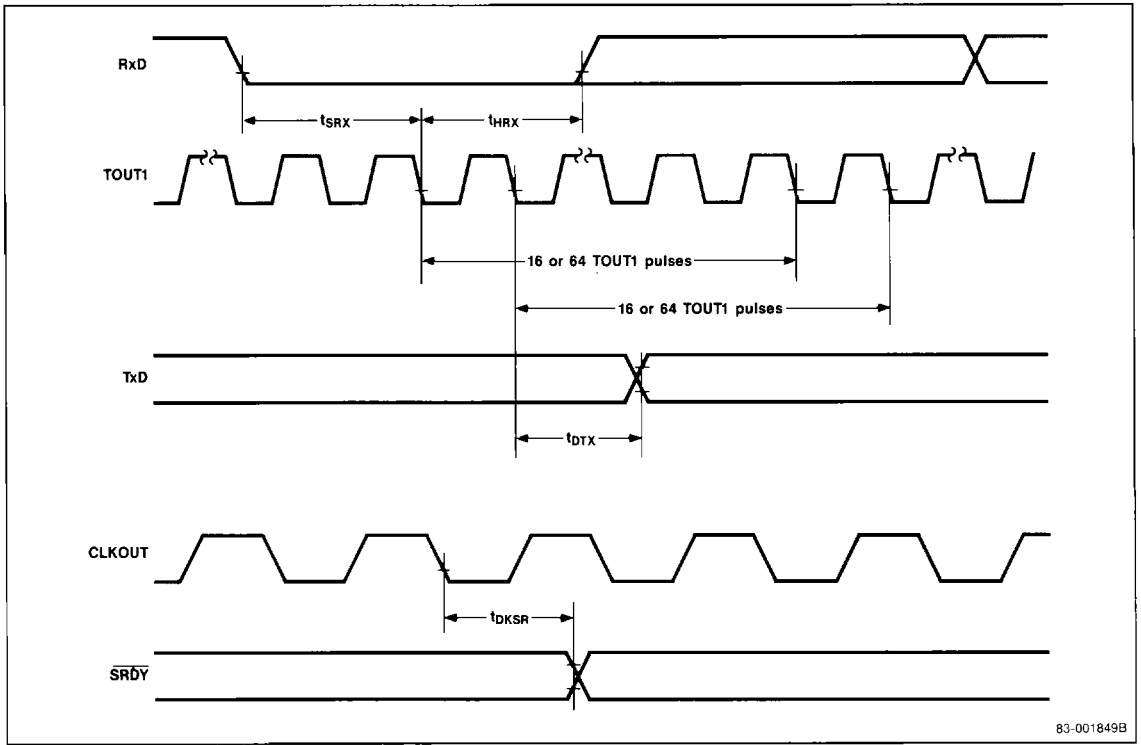 RxD
tSRX
tHRX
TOUT1
16 or 64 TOUT1 pulses
16 or 64 TOUT1 pulses
TxD
tDTX
CLKOUT
tDKSR
SRDY
83-001849B